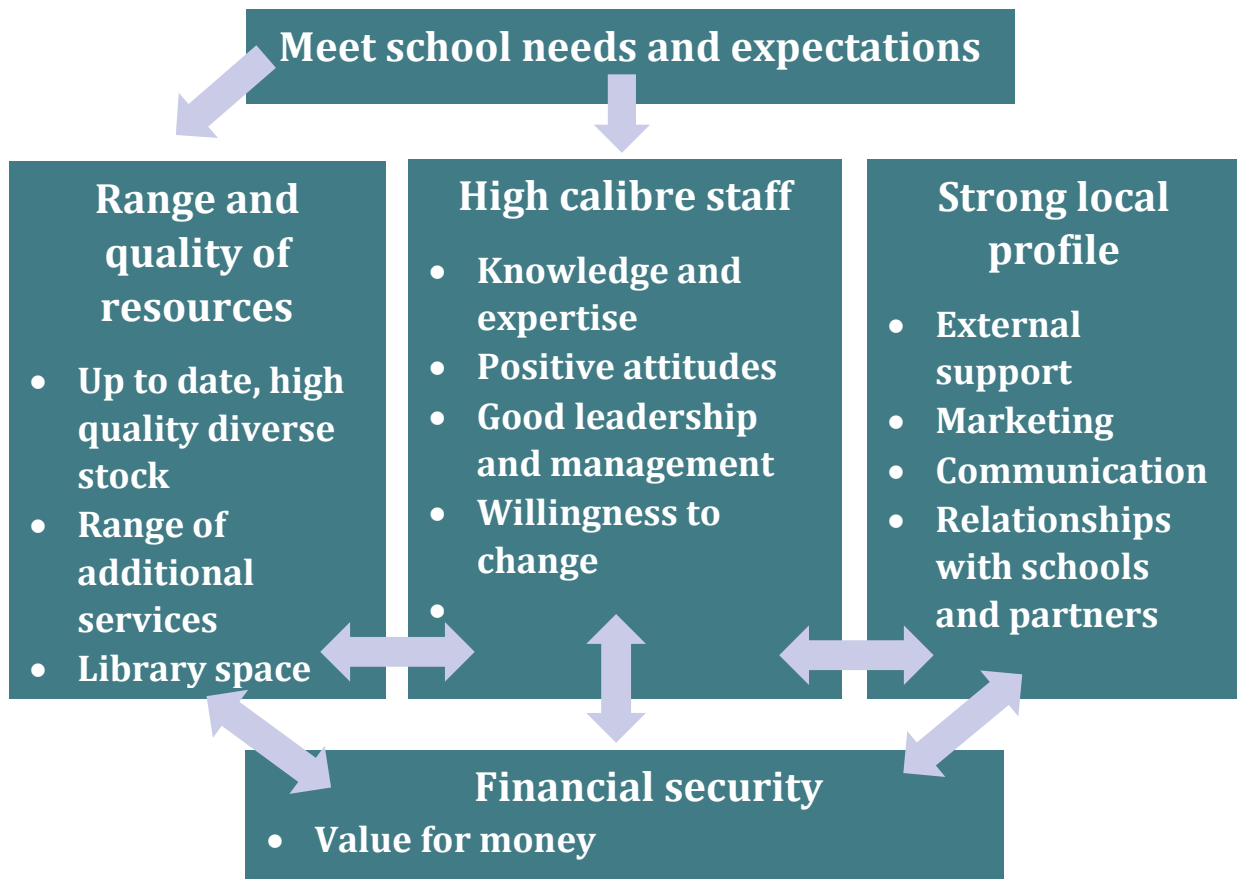 Meet school needs and expectations
Range and
quality of
resources
• Up to date, high
quality diverse
stock
• Range of
additional
services
• Library space
High calibre staff
• Knowledge and
expertise
• Positive attitudes
• Good leadership
and management
• Willingness to
change
•
Strong local
profile
• External
support
• Marketing
• Communication
• Relationships
with schools
and partners
Financial security
• Value for money